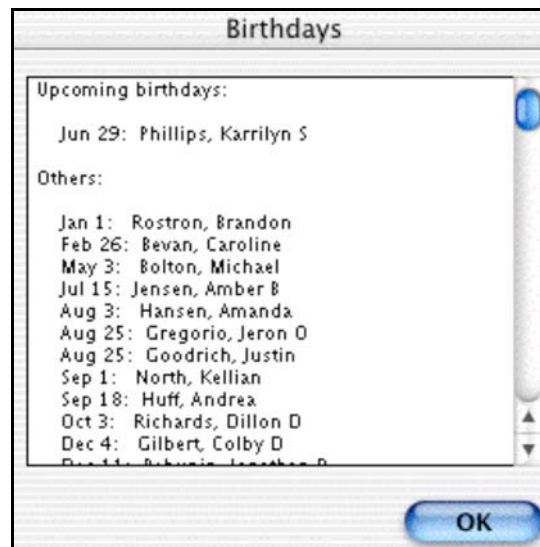 Birthdays
Upcoming birthdays:
Jun 29: Phillips, Karrilyn S
Others:
Jan 1: Rostron, Brandon
Feb 26: Bevan, Caroline
May 3: Bolton, Michael
Jul 15: Jensen, Amber B
Aug 3: Hansen, Amanda
Aug 25: Gregorio, Jeron O
Aug 25: Goodrich, Justin
Sep 1: North, Kellian
Sep 18: Huff, Andrea
Oct 3: Richards, Dillon D
Dec 4: Gilbert, Colby D
Dec 11:
OK